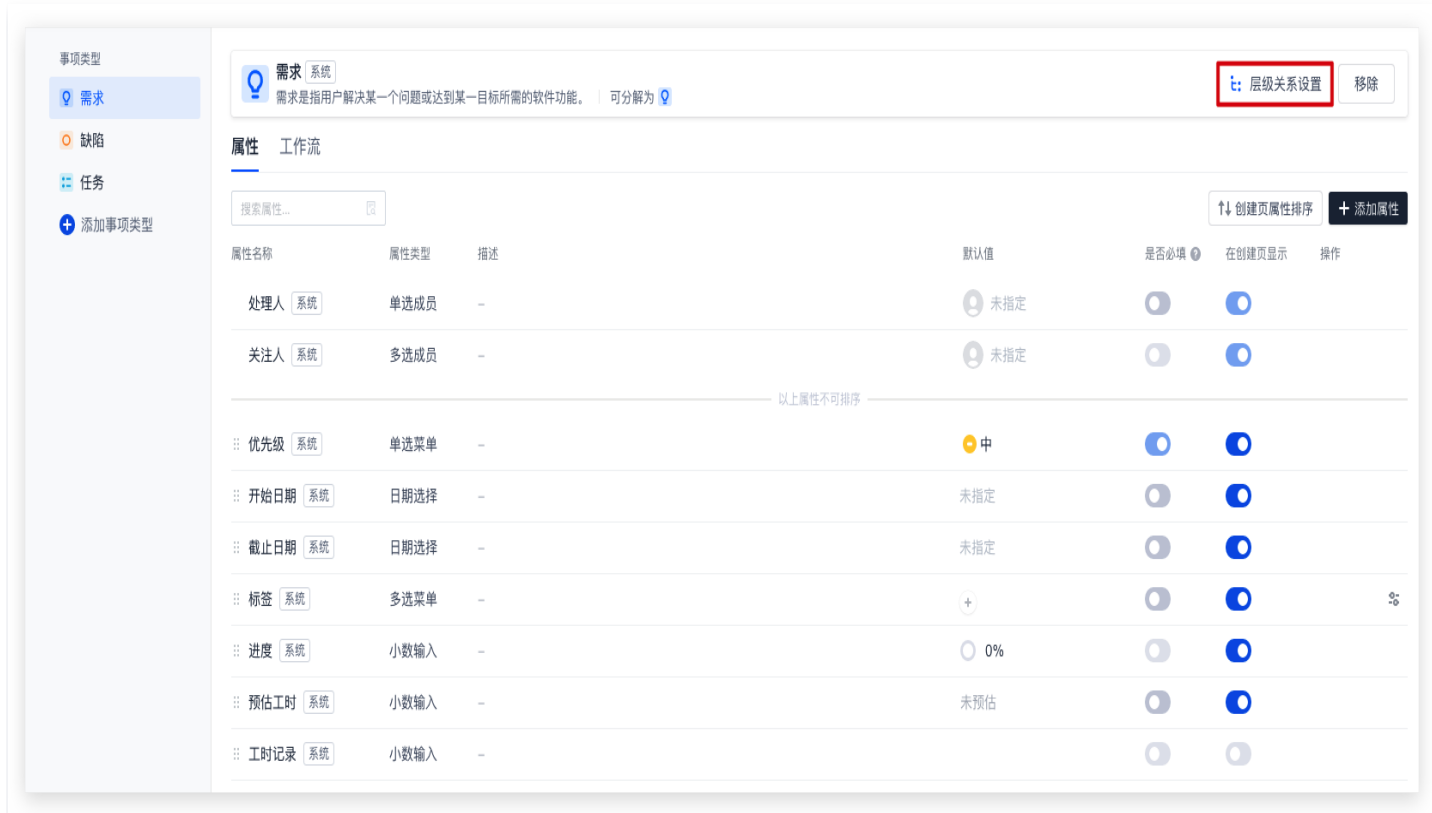 事项类型
需求
缺陷
任务
添加事项类型
需求 系统
需求是指用户解决某一个问题或达到某一目标所需的软件功能。 可分解为
层级关系设置 移除
属性 工作流
搜索属性...
创建页属性排序 + 添加属性
属性名称 属性类型 描述 默认值 是否必填 在创建页显示 操作
处理人 系统 单选成员 – 未指定
关注人 系统 多选成员 – 未指定
以上属性不可排序
优先级 系统 单选菜单 – 中
开始日期 系统 日期选择 – 未指定
截止日期 系统 日期选择 – 未指定
标签 系统 多选菜单 – +
进度 系统 小数输入 – 0%
预估工时 系统 小数输入 – 未预估
工时记录 系统 小数输入 –